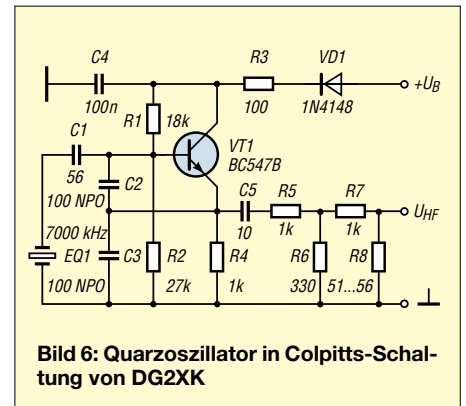 C4
R3
VD1
100n
100
1N4148
+UB
R1
18k
C1
56
VT1
BC547B
C2
100 NPO
C5
10
R5
1k
R7
1k
UHF
7000 kHz
EQ1
C3
100 NPO
R2
27k
R4
1k
R6
330
R8
51...56
Bild 6: Quarzoszillator in Colpitts-Schal-
tung von DG2XK